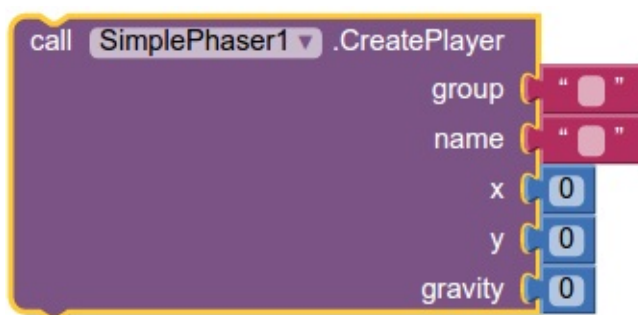 call SimplePhaser1 .CreatePlayer
group “ ”
name “ ”
x 0
y 0
gravity 0